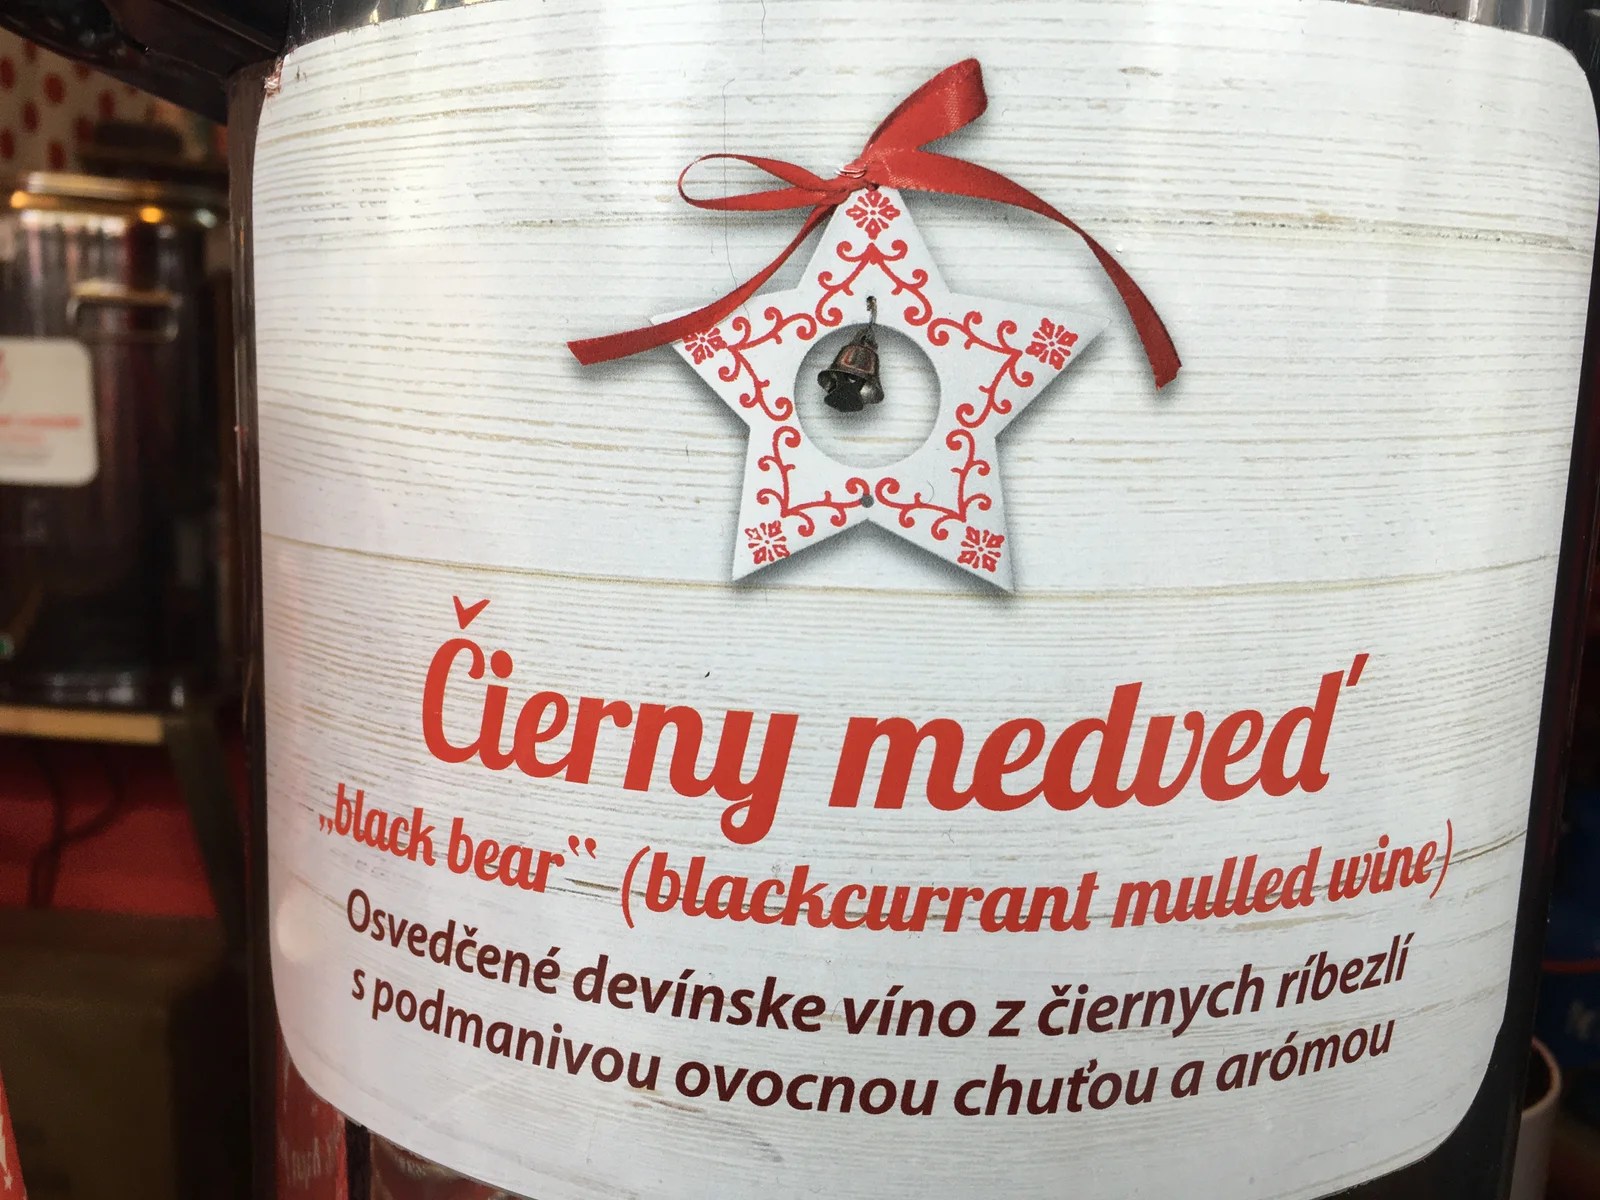 Čierny medveď
„black bear“ (blackcurrant mulled wine)
Osvedčené devínske víno z čiernych ríbezlí
s podmanivou ovocnou chuťou a arómou